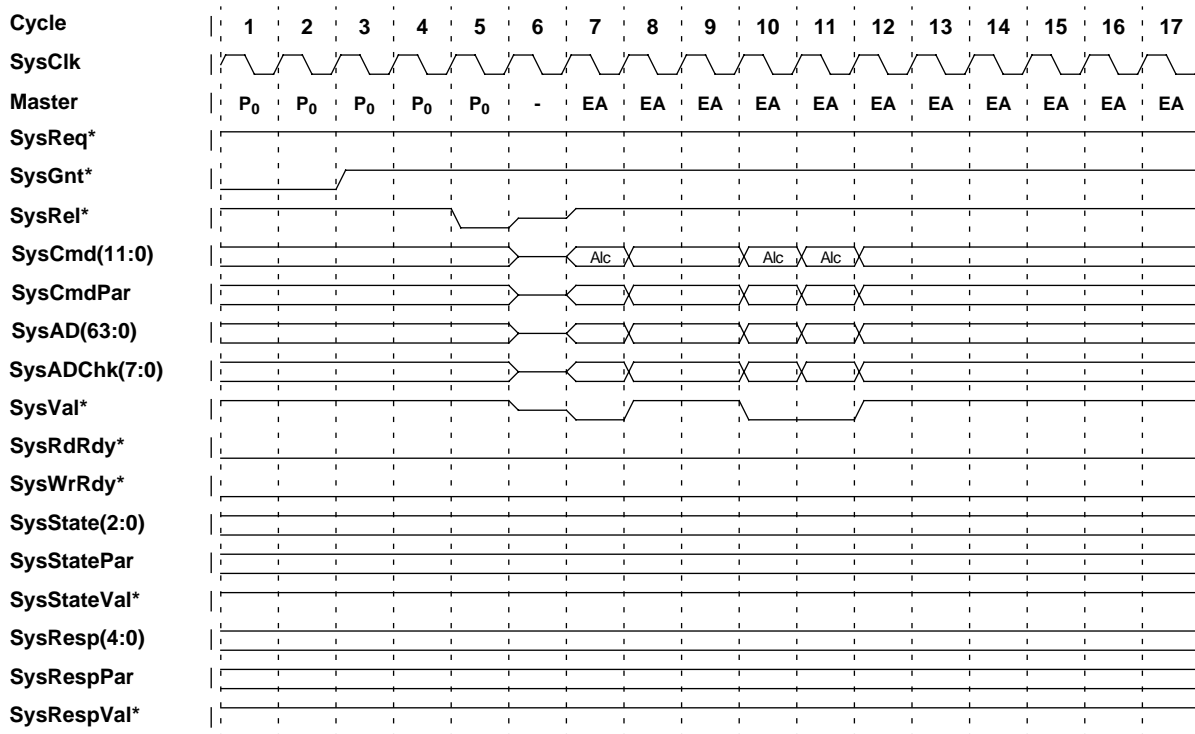 Cycle | 1 2 3 4 5 6 7 8 9 10 11 12 13 14 15 16 17
SysClk |
Master | P0 P0 P0 P0 P0 - EA EA EA EA EA EA EA EA EA EA EA
SysReq* |
SysGnt* |
SysRel* |
SysCmd(11:0) | Alc Alc Alc
SysCmdPar |
SysAD(63:0) |
SysADChk(7:0) |
SysVal* |
SysRdRdy* |
SysWrRdy* |
SysState(2:0) |
SysStatePar |
SysStateVal* |
SysResp(4:0) |
SysRespPar |
SysRespVal* |